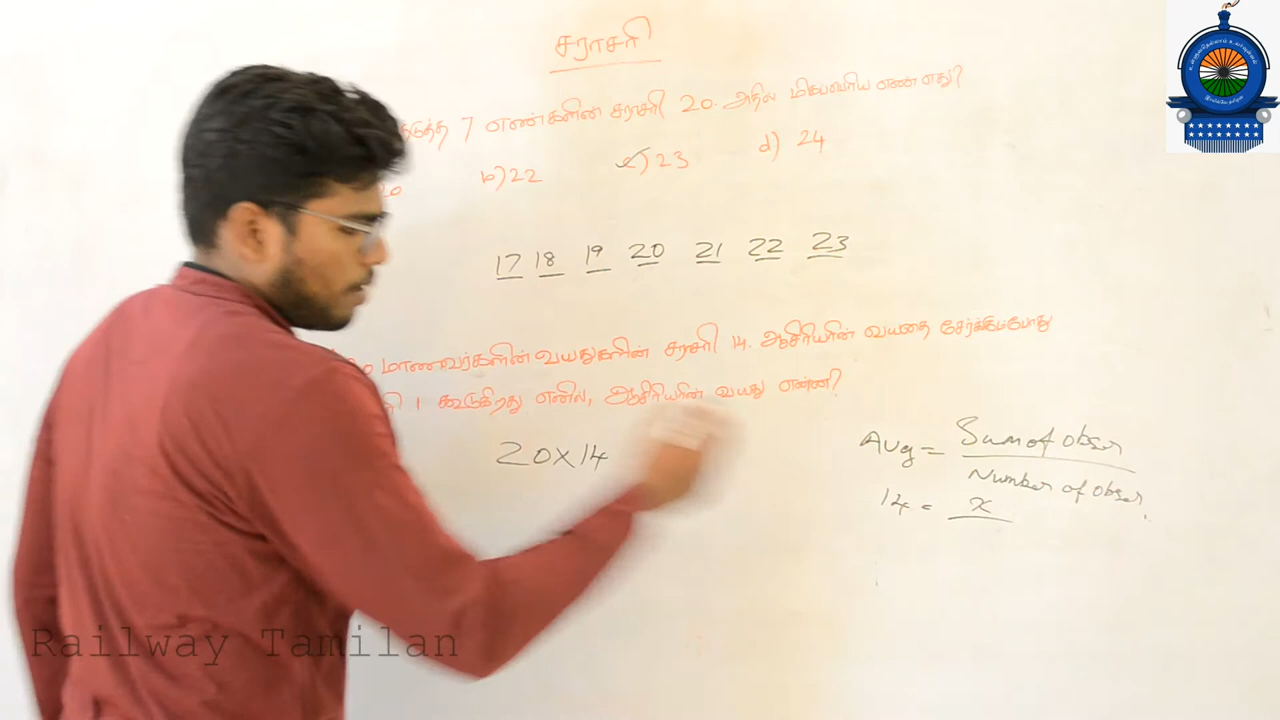 சராசரி
7 எண்களின் சராசரி 20. அதில் மிகப்பெரிய எண் எது?
b) 22 c) 23 d) 24
17 18 19 20 21 22 23
மாணவர்களின் வயதுகளின் சராசரி 14. ஆசிரியரின் வயதை சேர்க்கும்போது
1 கூடுகிறது எனில், ஆசிரியரின் வயது என்ன?
20x14
Avg = Sum of obser
Number of obser.
14 = x
Railway Tamilan